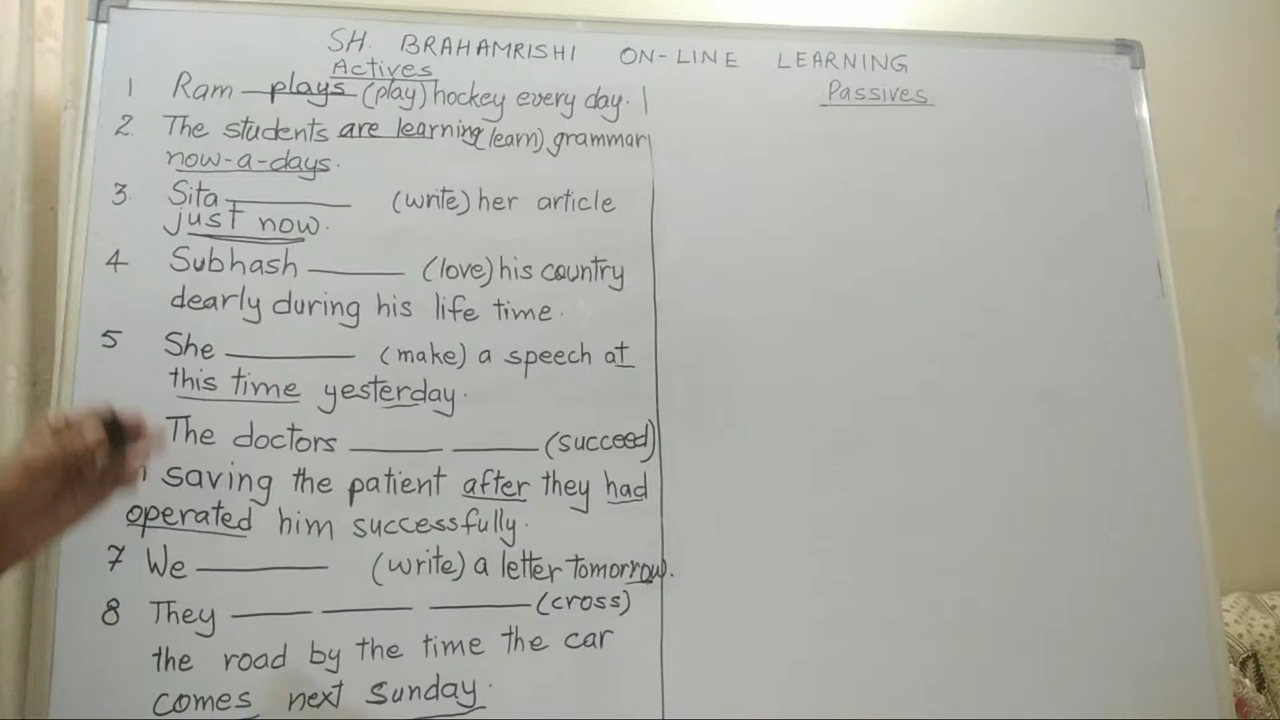 SH. BRAHAMRISHI ON-LINE LEARNING
Actives
Passives
1 Ram plays (play) hockey every day.
2. The students are learning (learn) grammar
now-a-days.
3. Sita ______ (write) her article
just now.
4 Subhash ______ (love) his country
dearly during his life time.
5 She ______ (make) a speech at
this time yesterday.
The doctors ______ ______ (succeed)
saving the patient after they had
operated him successfully.
7 We ______ (write) a letter tomorrow.
8 They ______ ______ ______ (cross)
the road by the time the car
comes next Sunday.